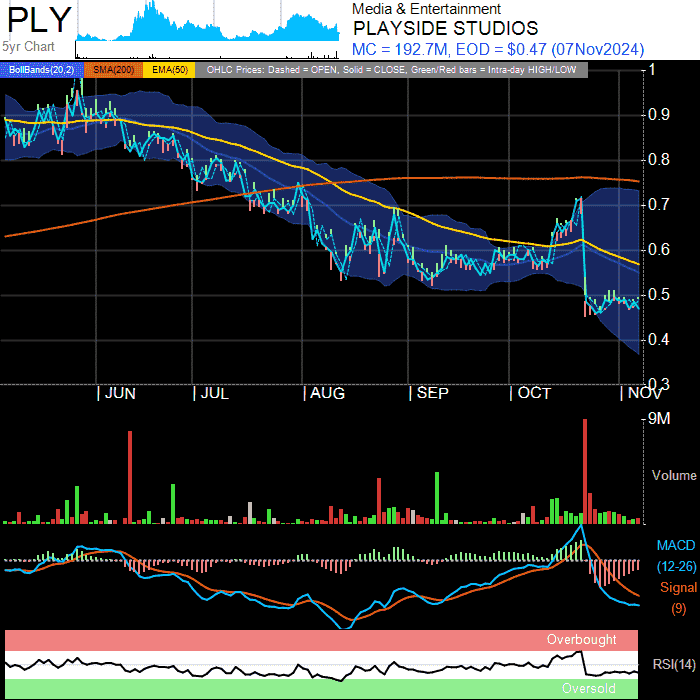 PLY
5yr Chart
Media & Entertainment
PLAYSIDE STUDIOS
MC = 192.7M, EOD = $0.47 (07Nov2024)
BollBands(20,2) SMA(200) EMA(50) OHLC Prices: Dashed = OPEN, Solid = CLOSE, Green/Red bars = Intra-day HIGH/LOW
1
0.9
0.8
0.7
0.6
0.5
0.4
0.3
JUN JUL AUG SEP OCT NOV
9M
Volume
MACD
(12-26)
Signal
(9)
Overbought
RSI(14)
Oversold